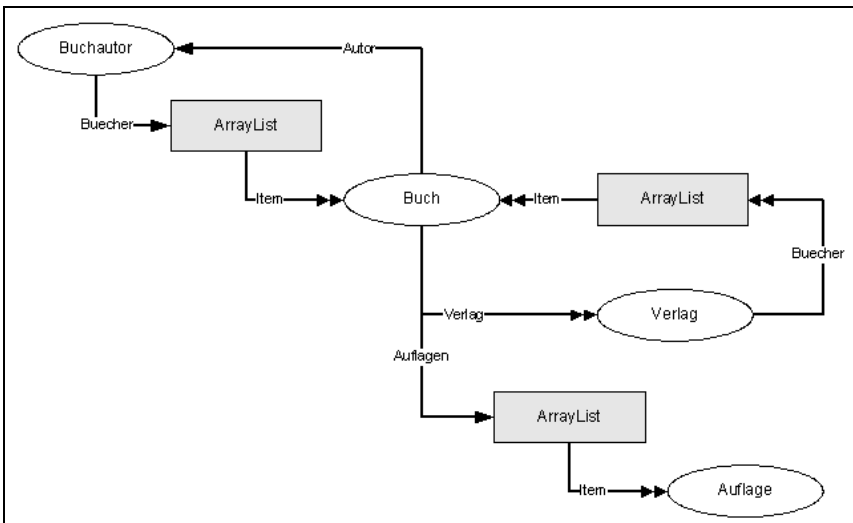 Buchautor
Autor
Buecher
ArrayList
Item
Buch
Item
ArrayList
Buecher
Verlag
Verlag
Auflagen
ArrayList
Item
Auflage